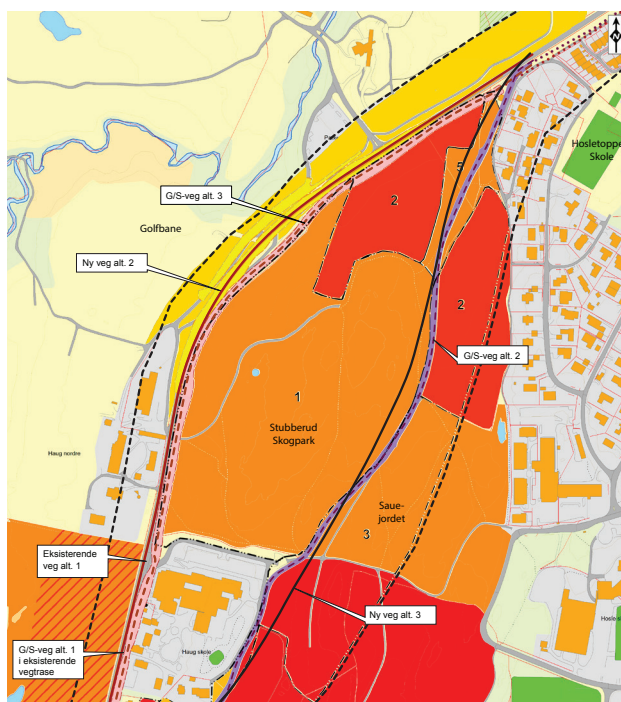 N
Hosletoppe
Skole
5
2
G/S-veg alt. 3
Golfbane
Ny veg alt. 2
2
G/S-veg alt. 2
1
Stubberud
Skogpark
Haug nordre
Saue-
jordet
3
Eksisterende
veg alt. 1
Ny veg alt. 3
Hosle s
G/S-veg alt. 1
i eksisterende
vegtrase
Haug skole